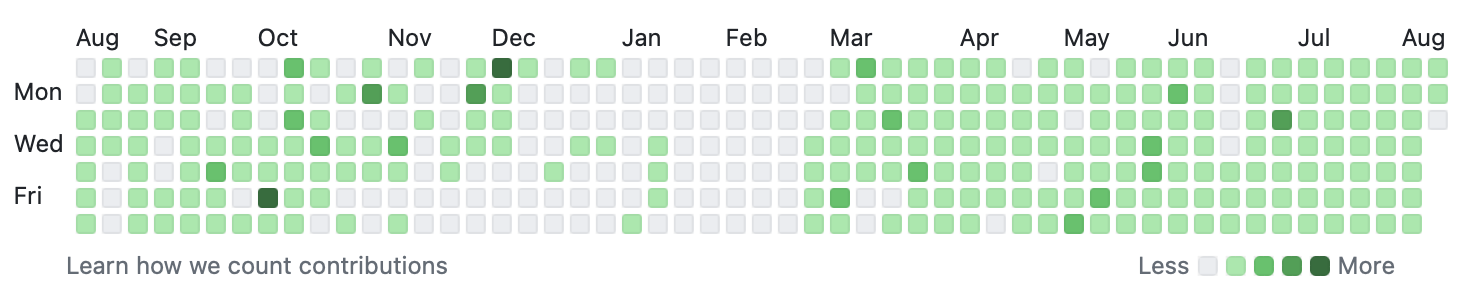 Aug Sep Oct Nov Dec Jan Feb Mar Apr May Jun Jul Aug
Mon
Wed
Fri
Learn how we count contributions
Less More